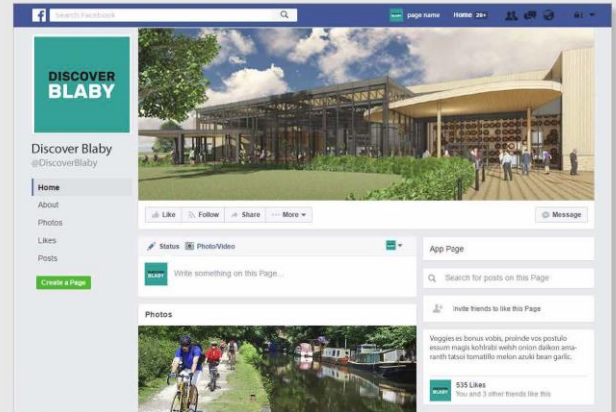 Search Facebook
page name Home 20+
DISCOVER
BLABY
Discover Blaby
@DiscoverBlaby
Home
About
Photos
Likes
Posts
Create a Page
Like Follow Share More
Message
Status Photo/Video
BLABY
Write something on this Page...
Photos
App Page
Search for posts on this Page
Invite friends to like this Page
Veggies es bonus vobis, proinde vos postulo
essum magis kohlrabi welsh onion daikon ama-
ranth tatsoi tomatillo melon azuki bean garlic.
BLABY
535 Likes
You and 3 other friends like this